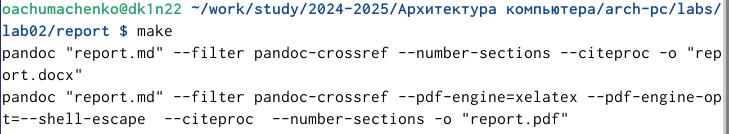 oachumachenko@dk1n22 ~/work/study/2024-2025/Архитектура компьютера/arch-pc/labs/
lab02/report $ make
pandoc "report.md" --filter pandoc-crossref --number-sections --citeproc -o "rep
ort.docx"
pandoc "report.md" --filter pandoc-crossref --pdf-engine=xelatex --pdf-engine-op
t=--shell-escape  --citeproc  --number-sections -o "report.pdf"